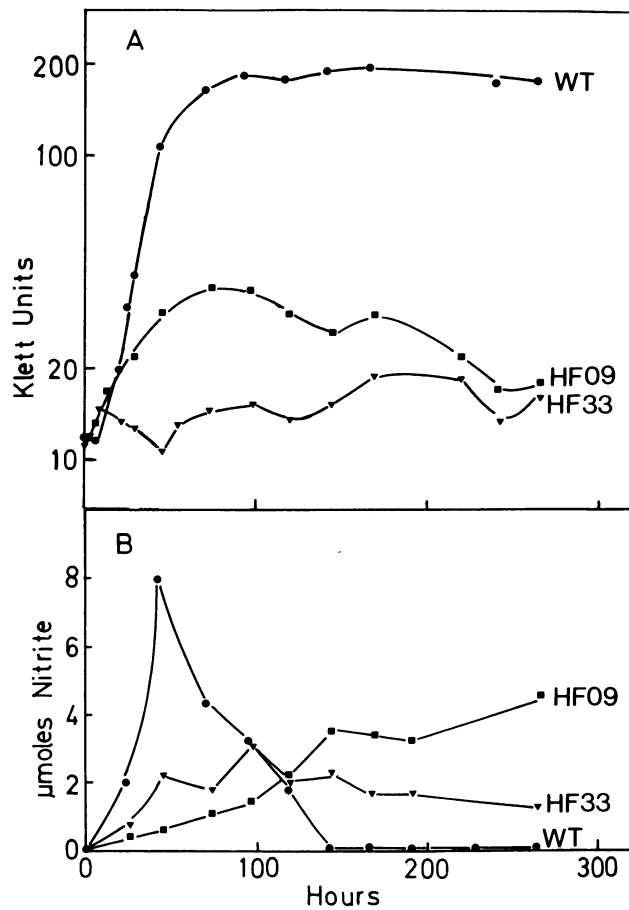 A
200
WT
100
Klett Units
20
HF09
HF33
10
B
8
6
µmoles Nitrite
HF09
4
2
HF33
WT
0
0
100
200
300
Hours